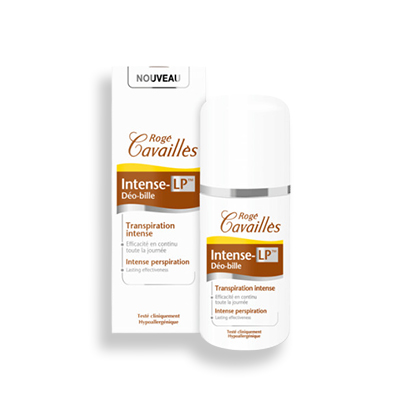 NOUVEAU
Rogé
Cavaillès
Intense-LP™
Déo-bille
Transpiration
intense
Efficacité en continu
toute la journée
Intense perspiration
Lasting effectiveness
Testé cliniquement
Hypoallergénique
Rogé
Cavaillès
Intense-LP™
Déo-bille
Transpiration intense
Efficacité en continu
toute la journée
Intense perspiration
Lasting effectiveness
Testé cliniquement
Hypoallergénique